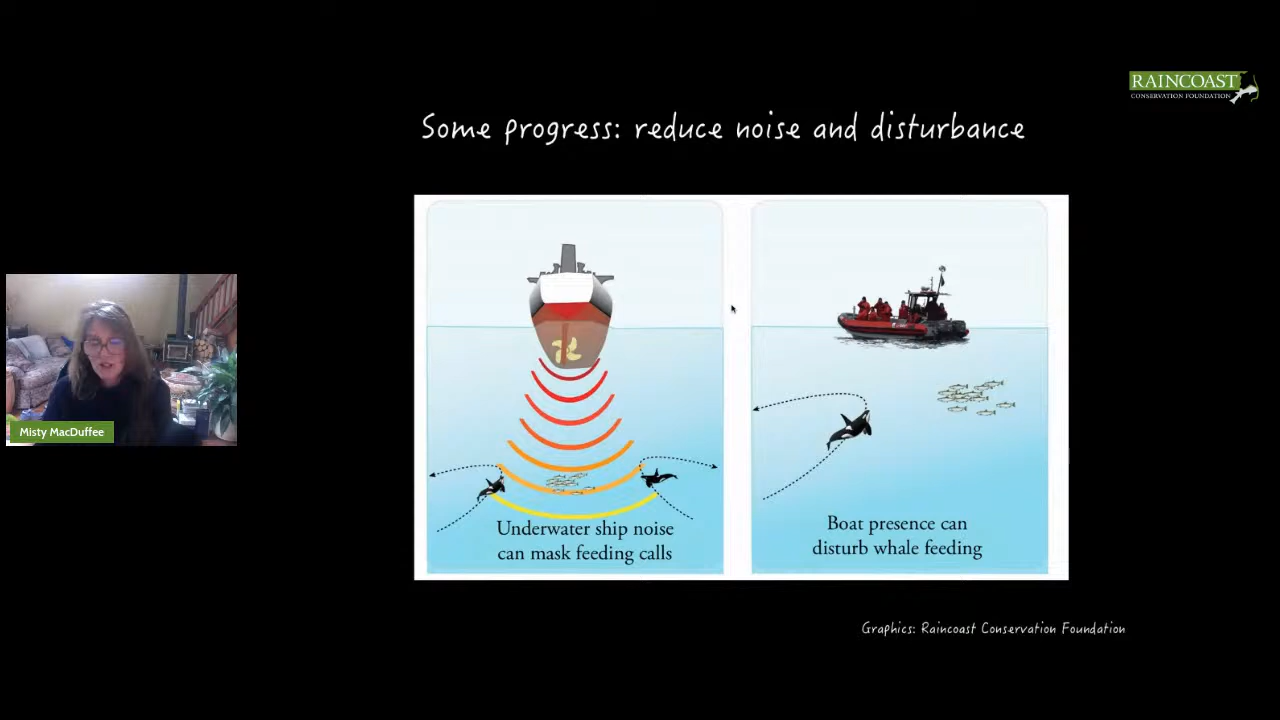 RAINCOAST
CONSERVATION FOUNDATION
Some progress: reduce noise and disturbance
Misty MacDuffee
Underwater ship noise
can mask feeding calls
Boat presence can
disturb whale feeding
Graphics: Raincoast Conservation Foundation